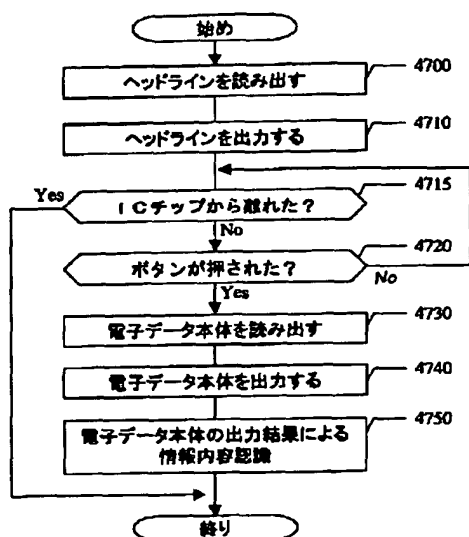 始め
ヘッドラインを読み出す
4700
ヘッドラインを出力する
4710
Yes
ICチップから離れた?
4715
No
ボタンが押された?
4720
No
Yes
電子データ本体を読み出す
4730
電子データ本体を出力する
4740
電子データ本体の出力結果による
情報内容認識
4750
終り